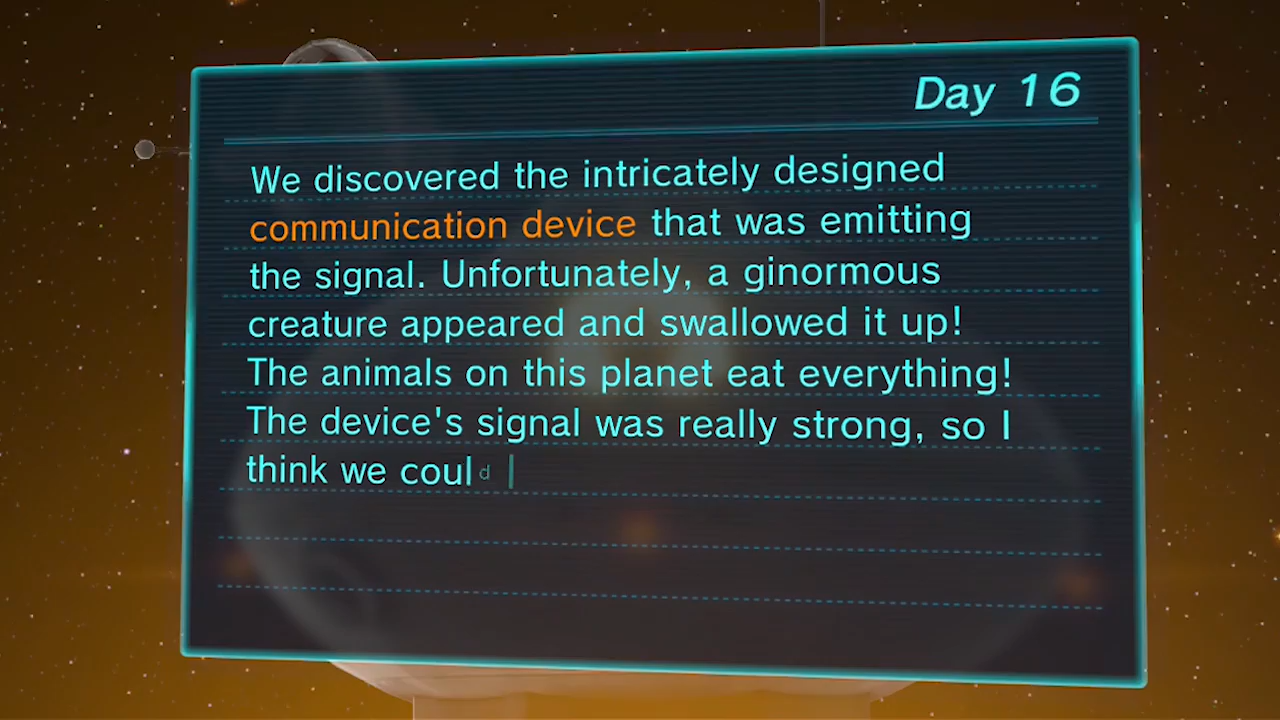 Day 16
We discovered the intricately designed
communication device that was emitting
the signal. Unfortunately, a ginormous
creature appeared and swallowed it up!
The animals on this planet eat everything!
The device's signal was really strong, so I
think we could